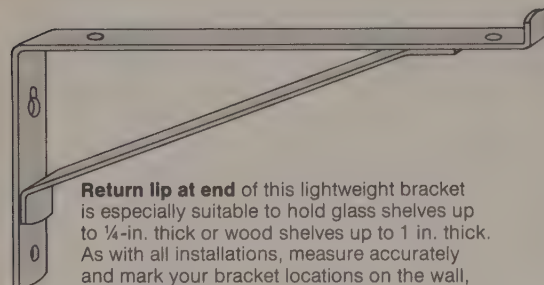 Return lip at end of this lightweight bracket
is especially suitable to hold glass shelves up
to ¼-in. thick or wood shelves up to 1 in. thick.
As with all installations, measure accurately
and mark your bracket locations on the wall,